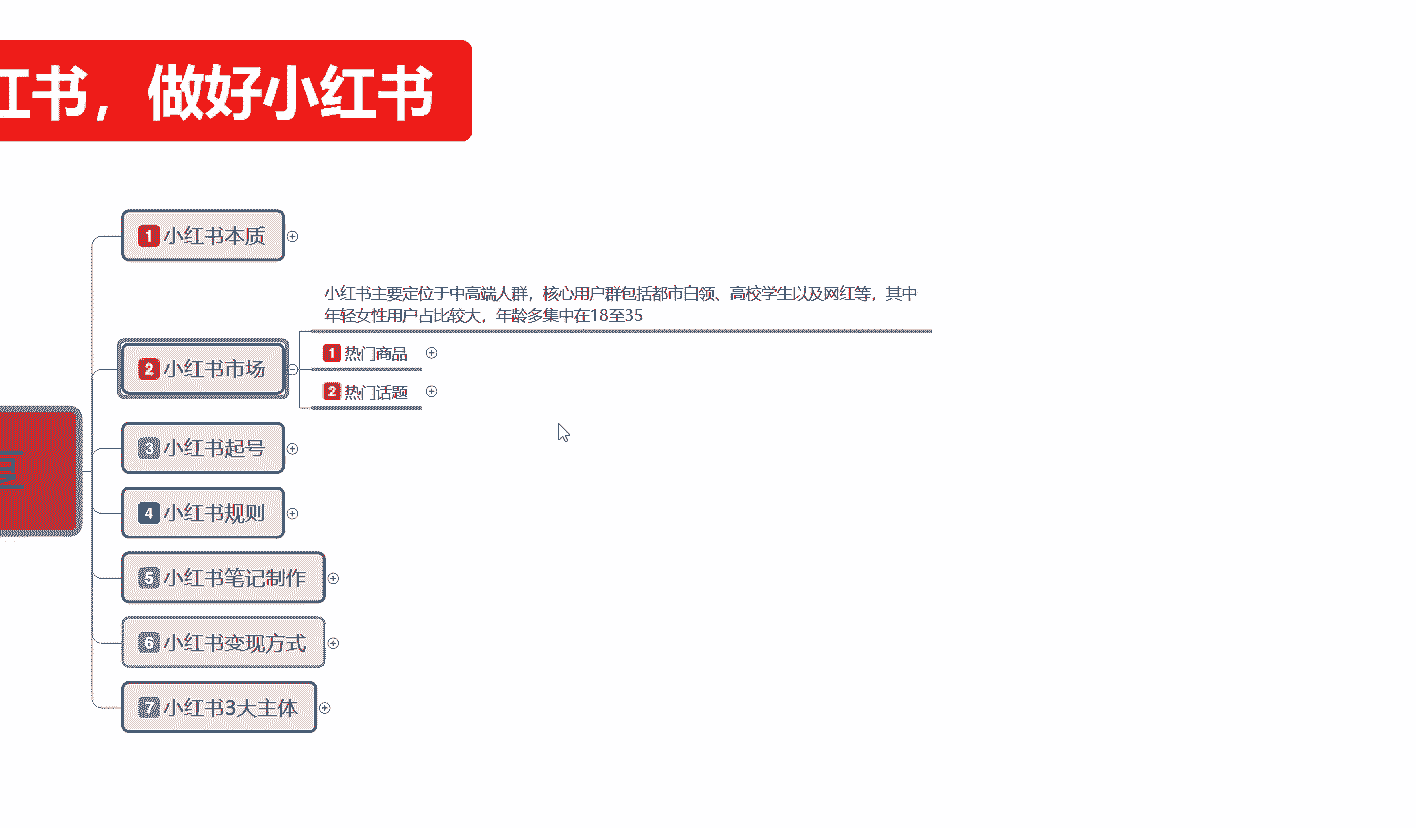 红书，做好小红书
1 小红书本质
小红书主要定位于中高端人群，核心用户群包括都市白领、高校学生以及网红等，其中
年轻女性用户占比较大，年龄多集中在18至35
2 小红书市场
1 热门商品
2 热门话题
3 小红书起号
4 小红书规则
5 小红书笔记制作
6 小红书变现方式
7 小红书3大主体